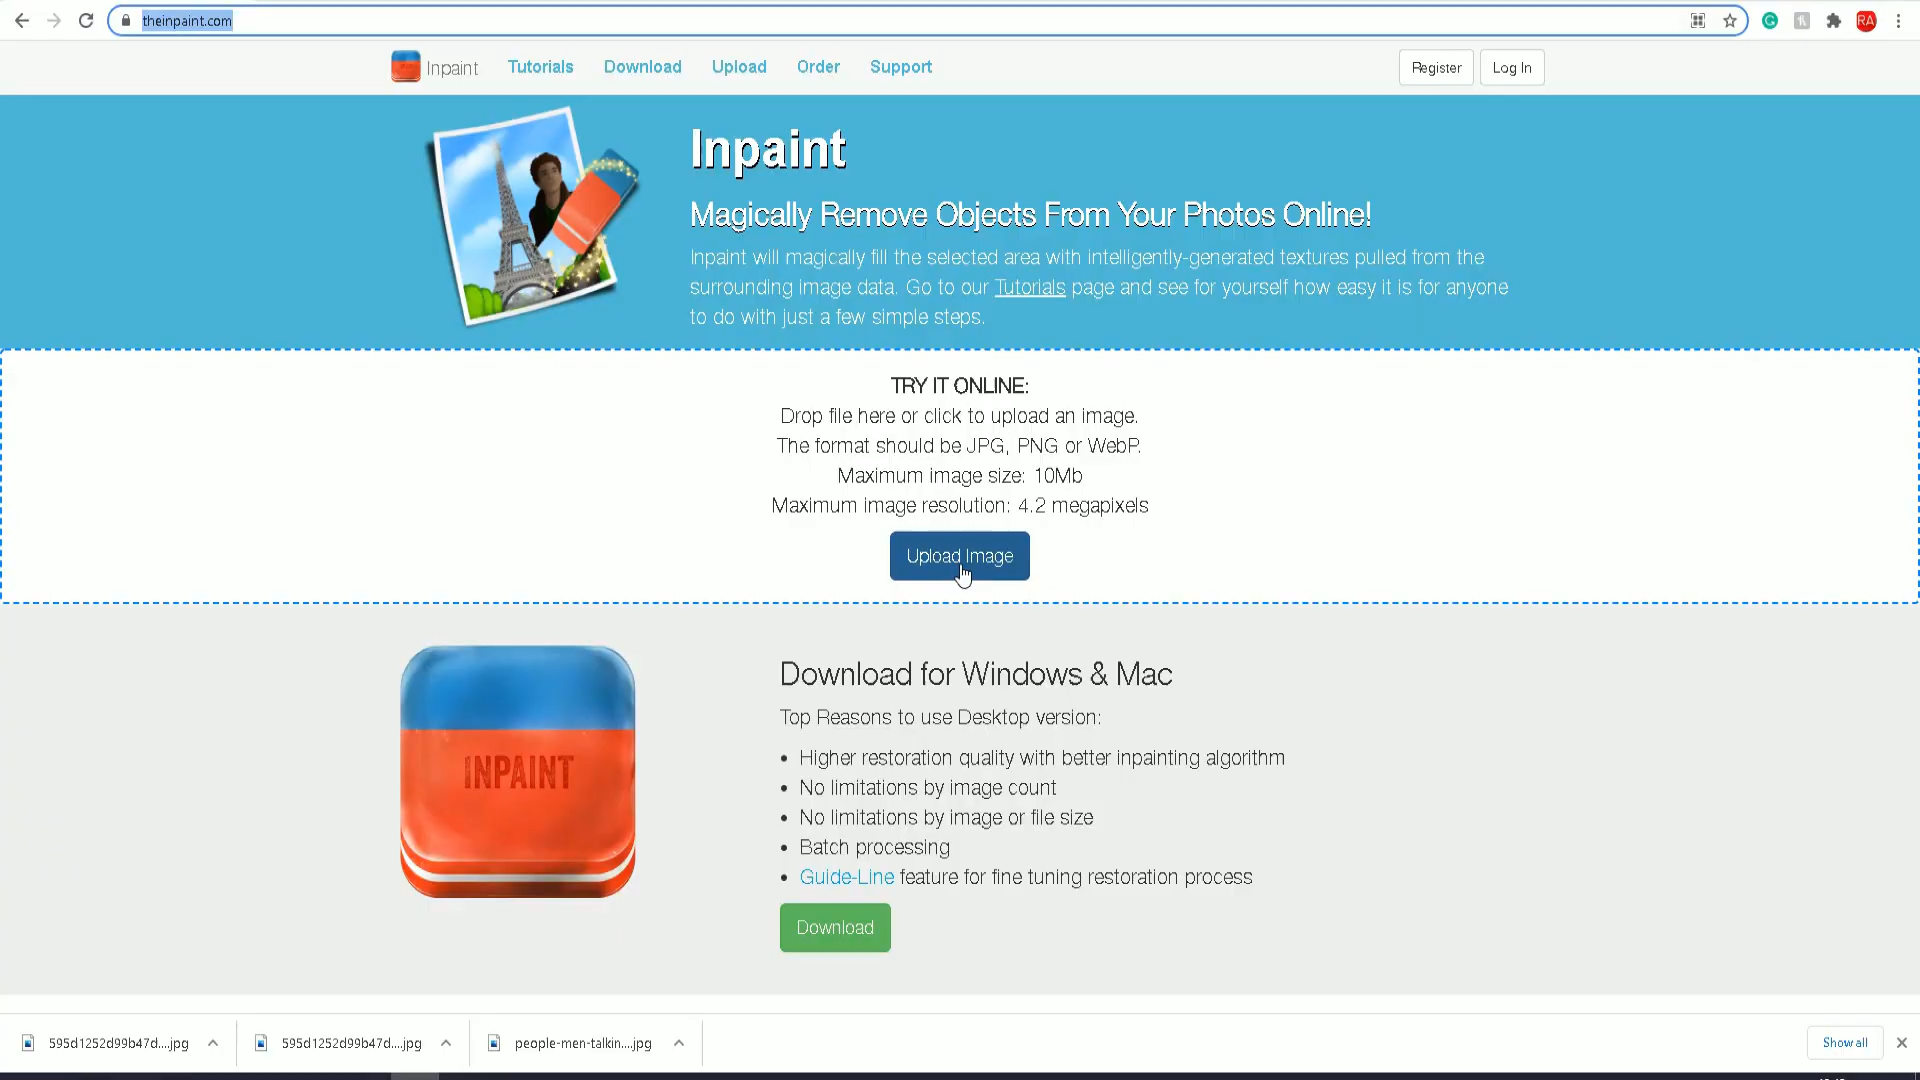 theinpaint.com
RA
Inpaint
Tutorials
Download
Upload
Order
Support
Register
Log In
Inpaint
Magically Remove Objects From Your Photos Online!
Inpaint will magically fill the selected area with intelligently-generated textures pulled from the
surrounding image data. Go to our Tutorials page and see for yourself how easy it is for anyone
to do with just a few simple steps.
TRY IT ONLINE:
Drop file here or click to upload an image.
The format should be JPG, PNG or WebP.
Maximum image size: 10Mb
Maximum image resolution: 4.2 megapixels
Upload Image
INPAINT
Download for Windows & Mac
Top Reasons to use Desktop version:
• Higher restoration quality with better inpainting algorithm
• No limitations by image count
• No limitations by image or file size
• Batch processing
• Guide-Line feature for fine tuning restoration process
Download
595d1252d99b47d....jpg
595d1252d99b47d....jpg
people-men-talkin....jpg
Show all